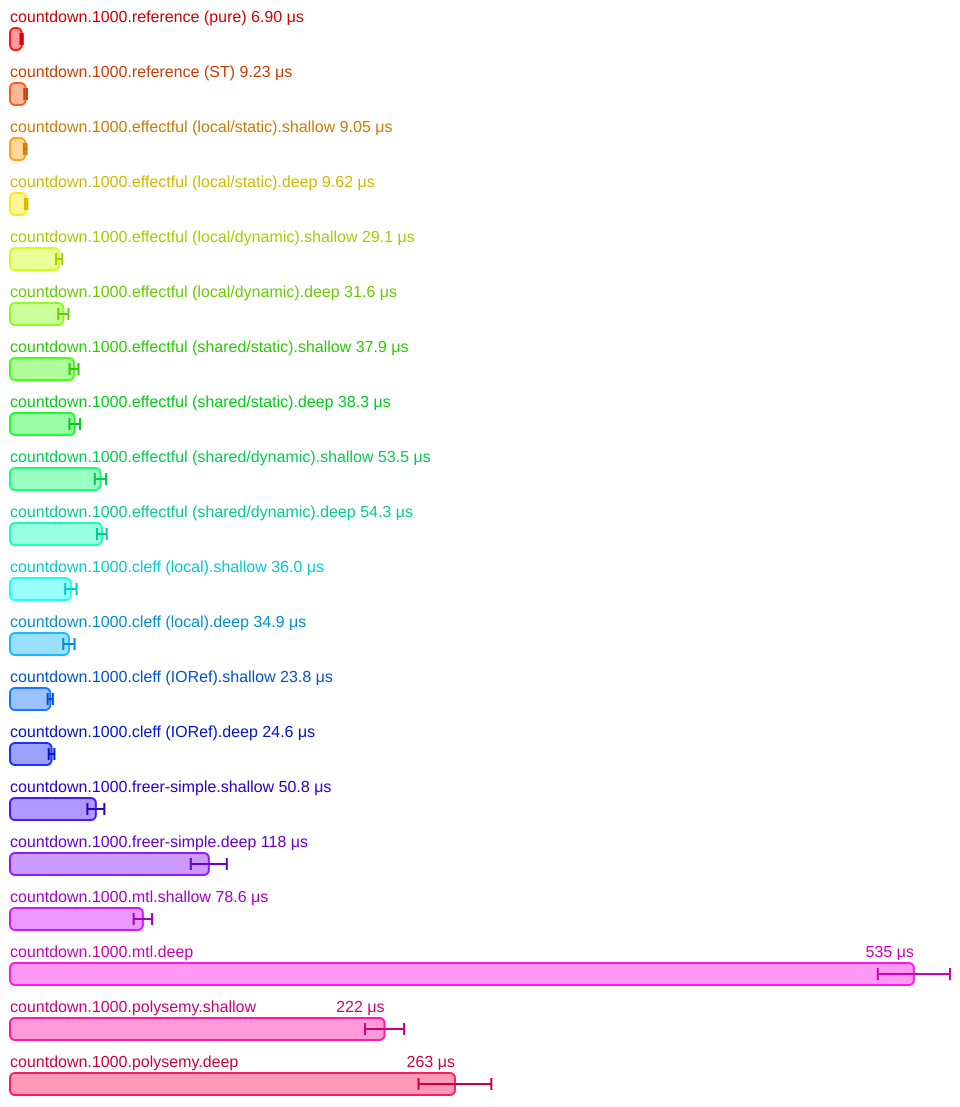 countdown.1000.reference (pure) 6.90 μs
countdown.1000.reference (ST) 9.23 μs
countdown.1000.effectful (local/static).shallow 9.05 μs
countdown.1000.effectful (local/static).deep 9.62 μs
countdown.1000.effectful (local/dynamic).shallow 29.1 μs
countdown.1000.effectful (local/dynamic).deep 31.6 μs
countdown.1000.effectful (shared/static).shallow 37.9 μs
countdown.1000.effectful (shared/static).deep 38.3 μs
countdown.1000.effectful (shared/dynamic).shallow 53.5 μs
countdown.1000.effectful (shared/dynamic).deep 54.3 μs
countdown.1000.cleff (local).shallow 36.0 μs
countdown.1000.cleff (local).deep 34.9 μs
countdown.1000.cleff (IORef).shallow 23.8 μs
countdown.1000.cleff (IORef).deep 24.6 μs
countdown.1000.freer-simple.shallow 50.8 μs
countdown.1000.freer-simple.deep 118 μs
countdown.1000.mtl.shallow 78.6 μs
countdown.1000.mtl.deep 535 μs
countdown.1000.polysemy.shallow 222 μs
countdown.1000.polysemy.deep 263 μs